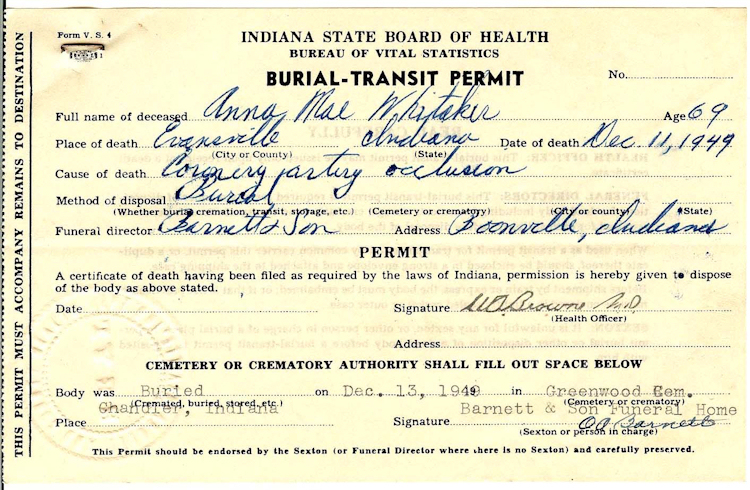 Form V. S. 4
INDIANA STATE BOARD OF HEALTH
BUREAU OF VITAL STATISTICS
BURIAL-TRANSIT PERMIT
No.
THIS PERMIT MUST ACCOMPANY REMAINS TO DESTINATION
Full name of deceased Anna Mae Whitaker Age 69
Place of death Evansville Indiana Date of death Dec. 11, 1949
(City or County) (State)
Cause of death Coronery artery occlusion
Method of disposal Burial
(Whether burial, cremation, transit, storage, etc.) (Cemetery or crematory) (City or county) (State)
Funeral director Barnett & Son Address Boonville, Indiana
PERMIT
A certificate of death having been filed as required by the laws of Indiana, permission is hereby given to dispose
of the body as above stated.
Date Signature Browne M.D.
(Health Officer)
Address
CEMETERY OR CREMATORY AUTHORITY SHALL FILL OUT SPACE BELOW
Body was Buried on Dec. 13, 1949 in Greenwood Cem.
(Cremated, buried, stored, etc.) (Cemetery or crematory)
Chandler, Indiana Barnett & Son Funeral Home
Place Signature Barnett
(Sexton or person in charge)
This Permit should be endorsed by the Sexton (or Funeral Director where there is no Sexton) and carefully preserved.